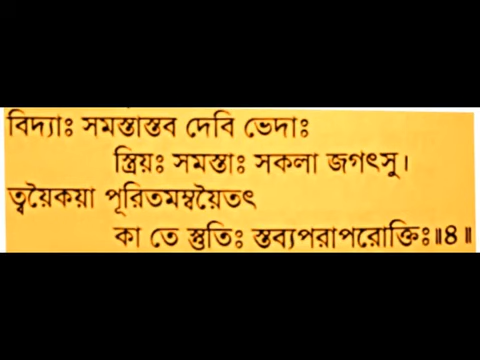 বিদ্যাঃ সমস্তাস্তব দেবি ভেদাঃ
স্ত্রিয়ঃ সমস্তাঃ সকলা জগৎসু।
ত্বয়ৈকয়া পূরিতমম্বয়ৈতৎ
কা তে স্তুতিঃ স্তব্যপরাপরোক্তিঃ॥৪॥